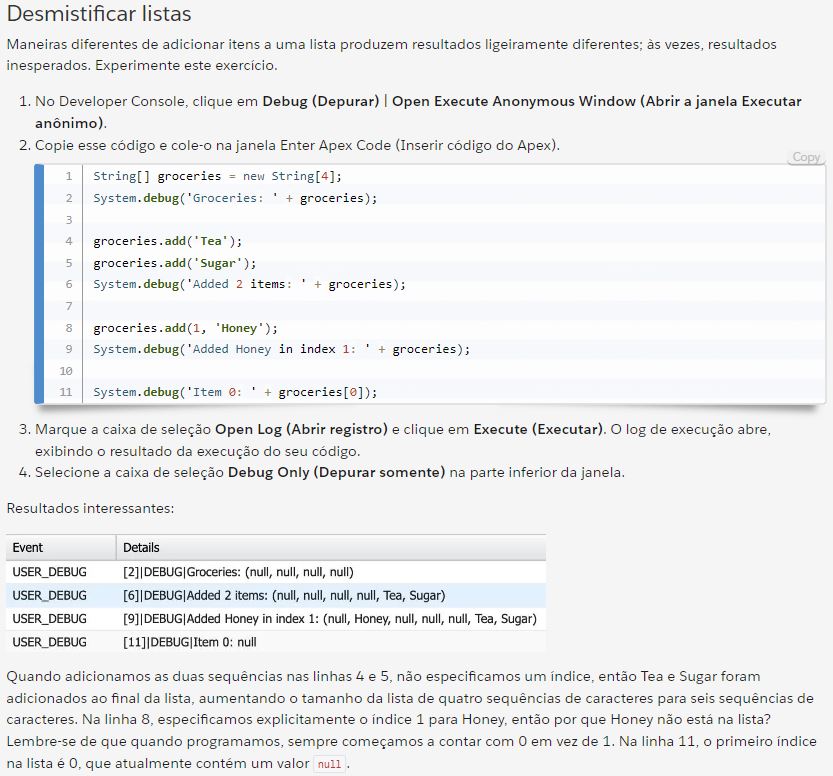 Desmistificar listas
Maneiras diferentes de adicionar itens a uma lista produzem resultados ligeiramente diferentes; às vezes, resultados
inesperados. Experimente este exercício.
1. No Developer Console, clique em Debug (Depurar) | Open Execute Anonymous Window (Abrir a janela Executar
anônimo).
2. Copie esse código e cole-o na janela Enter Apex Code (Inserir código do Apex).
Copy
1 String[] groceries = new String[4];
2 System.debug('Groceries: ' + groceries);
3
4 groceries.add('Tea');
5 groceries.add('Sugar');
6 System.debug('Added 2 items: ' + groceries);
7
8 groceries.add(1, 'Honey');
9 System.debug('Added Honey in index 1: ' + groceries);
10
11 System.debug('Item 0: ' + groceries[0]);
3. Marque a caixa de seleção Open Log (Abrir registro) e clique em Execute (Executar). O log de execução abre,
exibindo o resultado da execução do seu código.
4. Selecione a caixa de seleção Debug Only (Depurar somente) na parte inferior da janela.
Resultados interessantes:
Event Details
USER_DEBUG [2]|DEBUG|Groceries: (null, null, null, null)
USER_DEBUG [6]|DEBUG|Added 2 items: (null, null, null, null, Tea, Sugar)
USER_DEBUG [9]|DEBUG|Added Honey in index 1: (null, Honey, null, null, null, Tea, Sugar)
USER_DEBUG [11]|DEBUG|Item 0: null
Quando adicionamos as duas sequências nas linhas 4 e 5, não especificamos um índice, então Tea e Sugar foram
adicionados ao final da lista, aumentando o tamanho da lista de quatro sequências de caracteres para seis sequências de
caracteres. Na linha 8, especificamos explicitamente o índice 1 para Honey, então por que Honey não está na lista?
Lembre-se de que quando programamos, sempre começamos a contar com 0 em vez de 1. Na linha 11, o primeiro índice
na lista é 0, que atualmente contém um valor null.